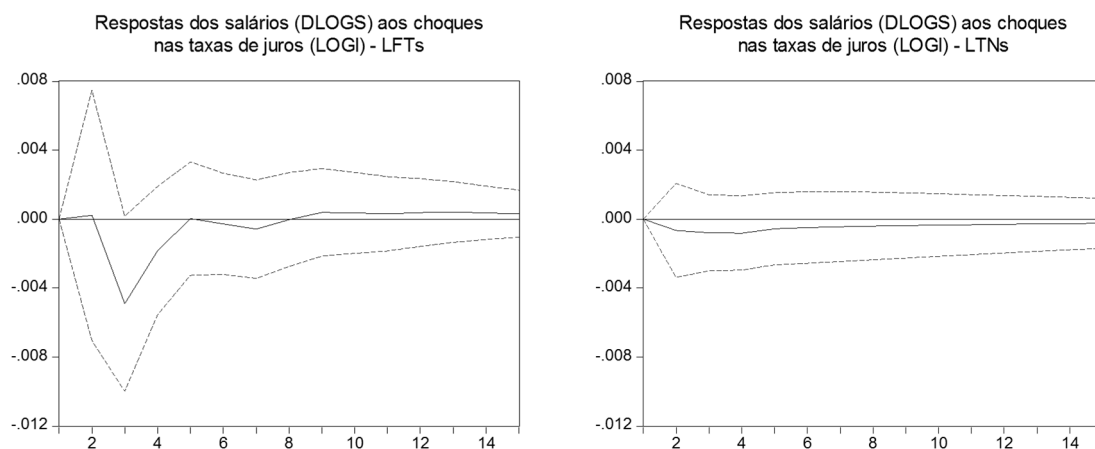 Respostas dos salários (DLOGS) aos choques
nas taxas de juros (LOGI) - LFTs
.008
.004
.000
-.004
-.008
-.012
2 4 6 8 10 12 14
Respostas dos salários (DLOGS) aos choques
nas taxas de juros (LOGI) - LTNs
.008
.004
.000
-.004
-.008
-.012
2 4 6 8 10 12 14